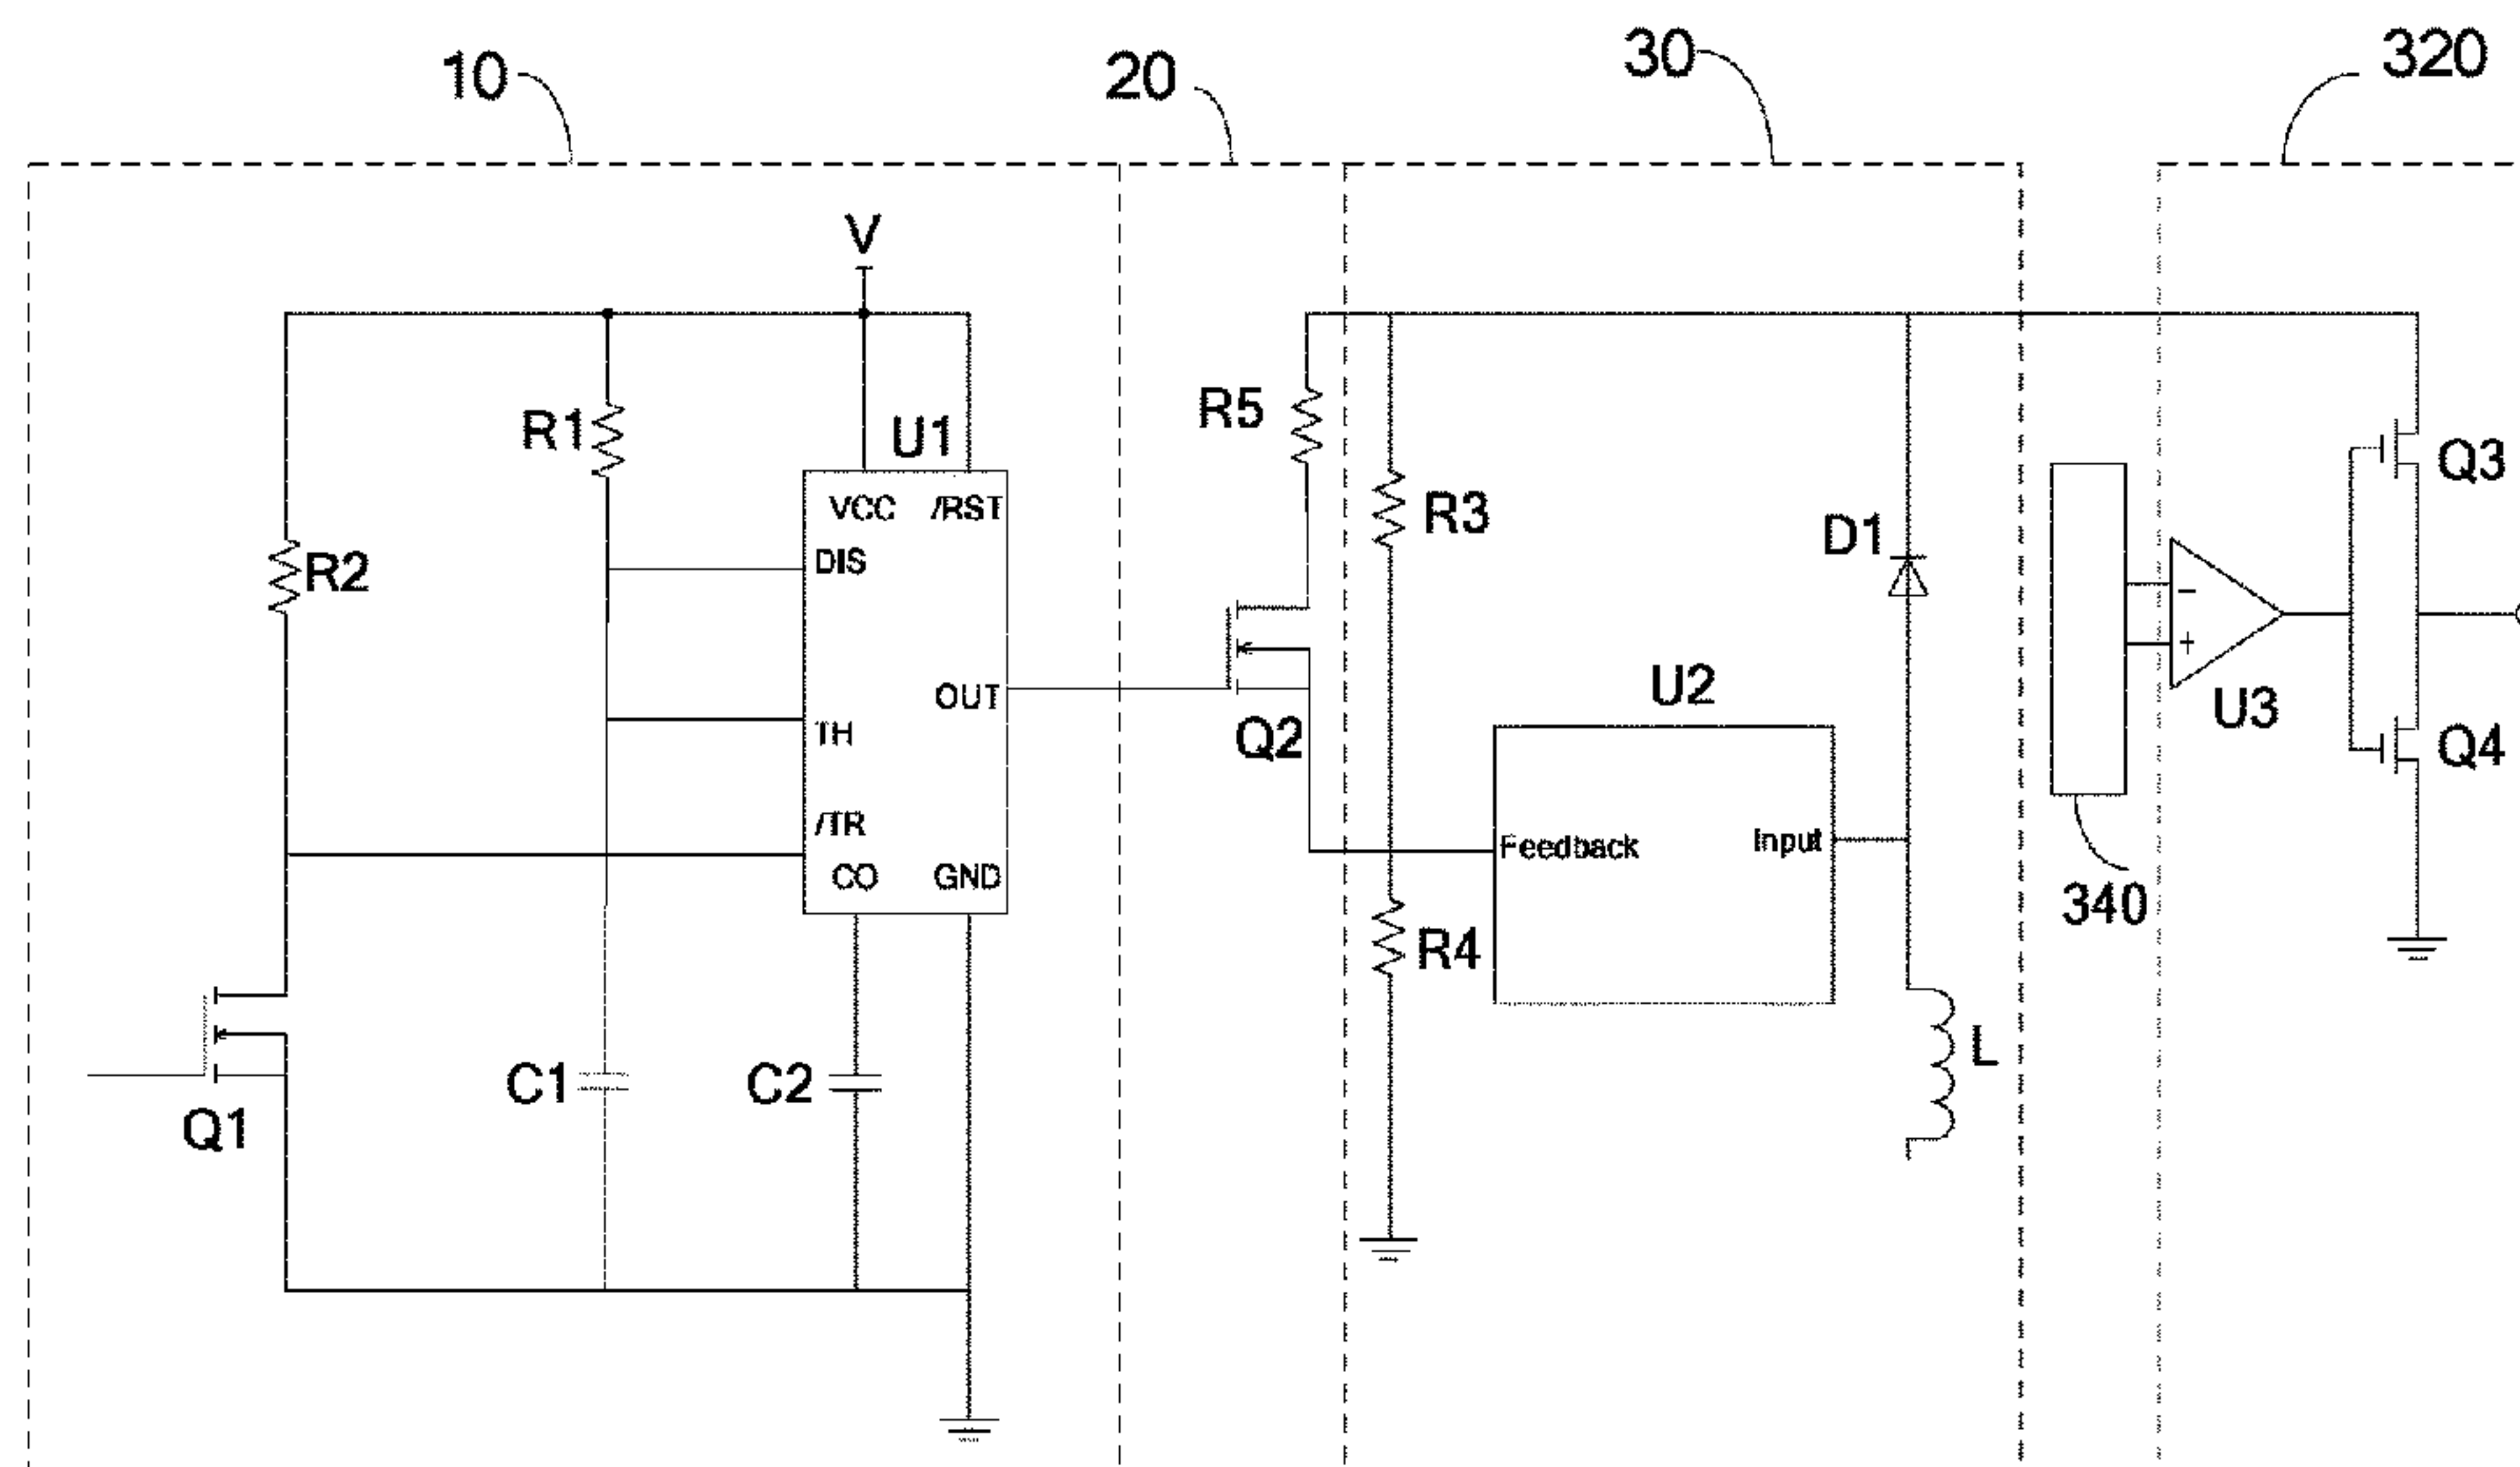 10
20
30
320
V
R1
U1
R5
VCC /RST
R3
Q3
DIS
D1
R2
OUT
U2
TH
Q2
U3
Q4
/TR
Feedback
Input
CO GND
340
R4
L
C1
C2
Q1